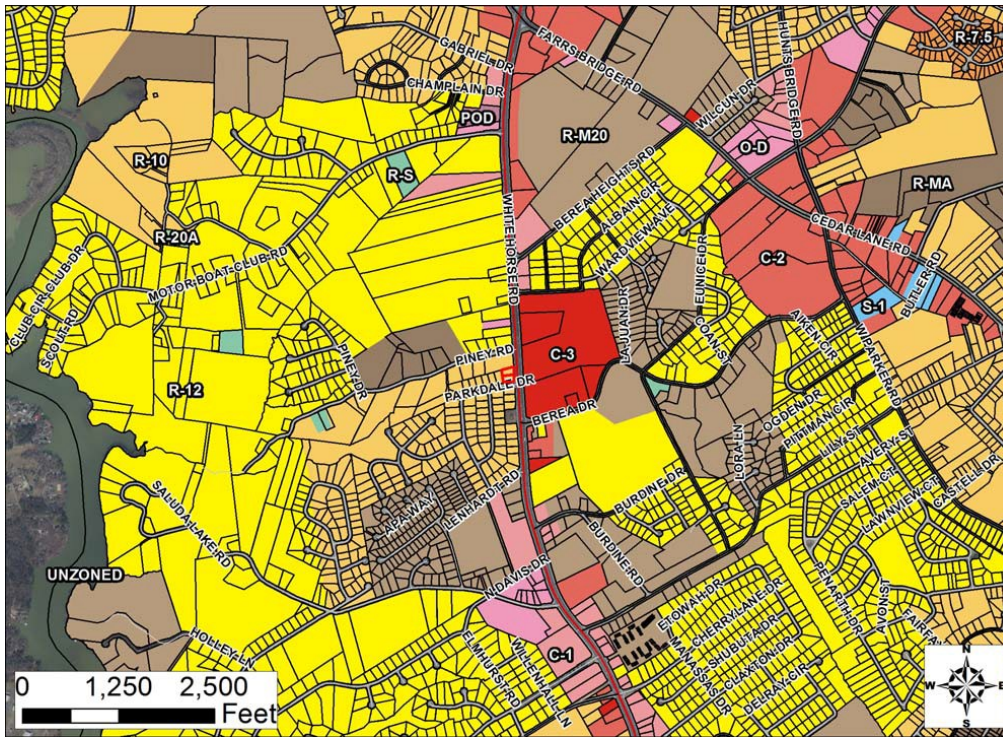 GABRIEL DR
FARRS BRIDGE RD
HUNTS BRIDGE RD
R-7.5
CHAMPLAIN DR
WILCUN DR
POD
R-M20
O-D
R-10
R-S
BEREA HEIGHTS RD
ALBAIN CIR
R-MA
WARDVIEW AVE
WHITE HORSE RD
R-20A
CEDAR LANE RD
MOTOR BOAT CLUB RD
EUNICE DR
CLUB CIR
CLUB DR
C-2
BUTLER RD
SCOUT RD
S-1
LAJUAN DR
COAN ST
PINEY RD
C-3
AIKEN CIR
W PARKER RD
PINEY DR
R-12
PARKDALE DR
BEREA DR
OGDEN DR
PITTMAN CIR
LILY ST
AVERY ST
LORA LN
SALEM CT
CASTELL DR
LENHARDT RD
LAPA WAY
BURDINE DR
LAWNVIEW CT
SALUDA LAKE RD
BURDINE RD
UNZONED
N DAVIS DR
ETOWAH DR
CHERRYLANE DR
PENARTH DR
HOLLEY LN
ELMHURST RD
WILLENHALL LN
C-1
MANASSAS DR
SHUBUTA DR
CLAXTON DR
DELRAY CIR
0 1,250 2,500
Feet
N
W E
S